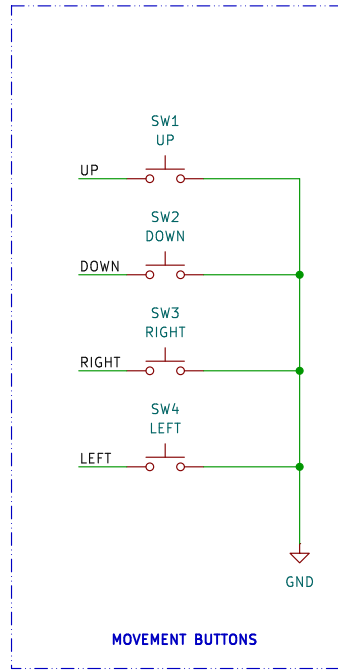 SW1
UP
UP
SW2
DOWN
DOWN
SW3
RIGHT
RIGHT
SW4
LEFT
LEFT
GND
MOVEMENT BUTTONS